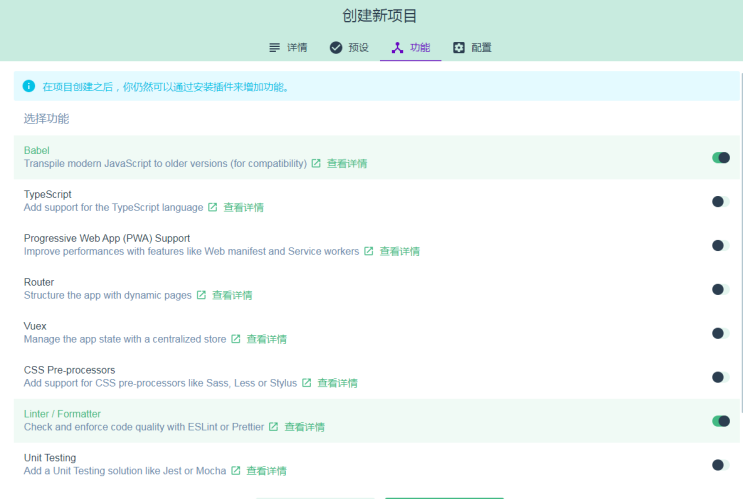 创建新项目
详情 预设 功能 配置
在项目创建之后，你仍然可以通过安装插件来增加功能。
选择功能
Babel
Transpile modern JavaScript to older versions (for compatibility) 查看详情
TypeScript
Add support for the TypeScript language 查看详情
Progressive Web App (PWA) Support
Improve performances with features like Web manifest and Service workers 查看详情
Router
Structure the app with dynamic pages 查看详情
Vuex
Manage the app state with a centralized store 查看详情
CSS Pre-processors
Add support for CSS pre-processors like Sass, Less or Stylus 查看详情
Linter / Formatter
Check and enforce code quality with ESLint or Prettier 查看详情
Unit Testing
Add a Unit Testing solution like Jest or Mocha 查看详情